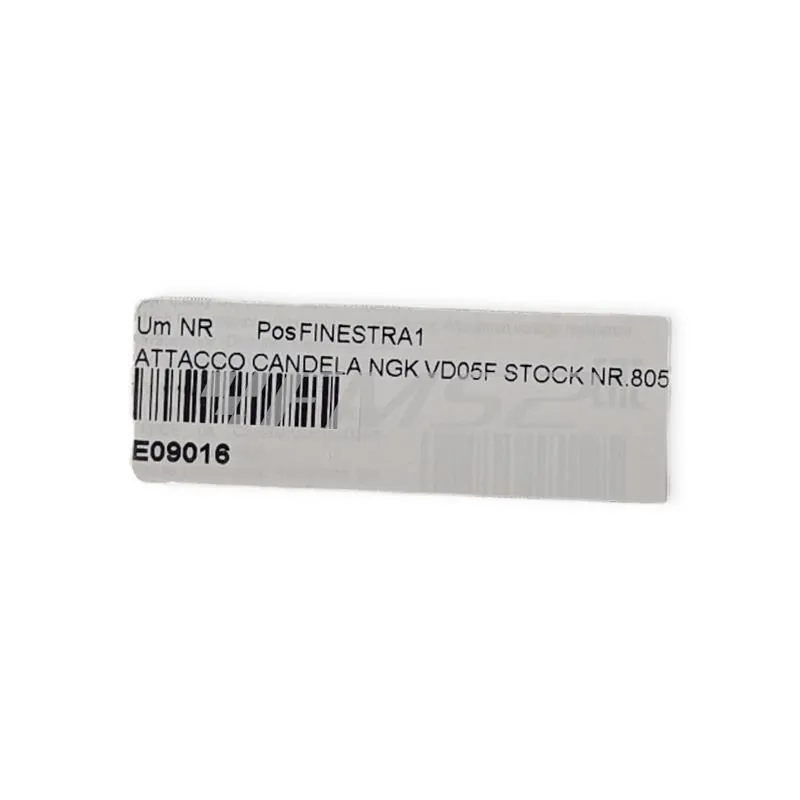 Um NR PosFINESTRA1
ATTACCO CANDELA NGK VD05F STOCK NR.805
E09016